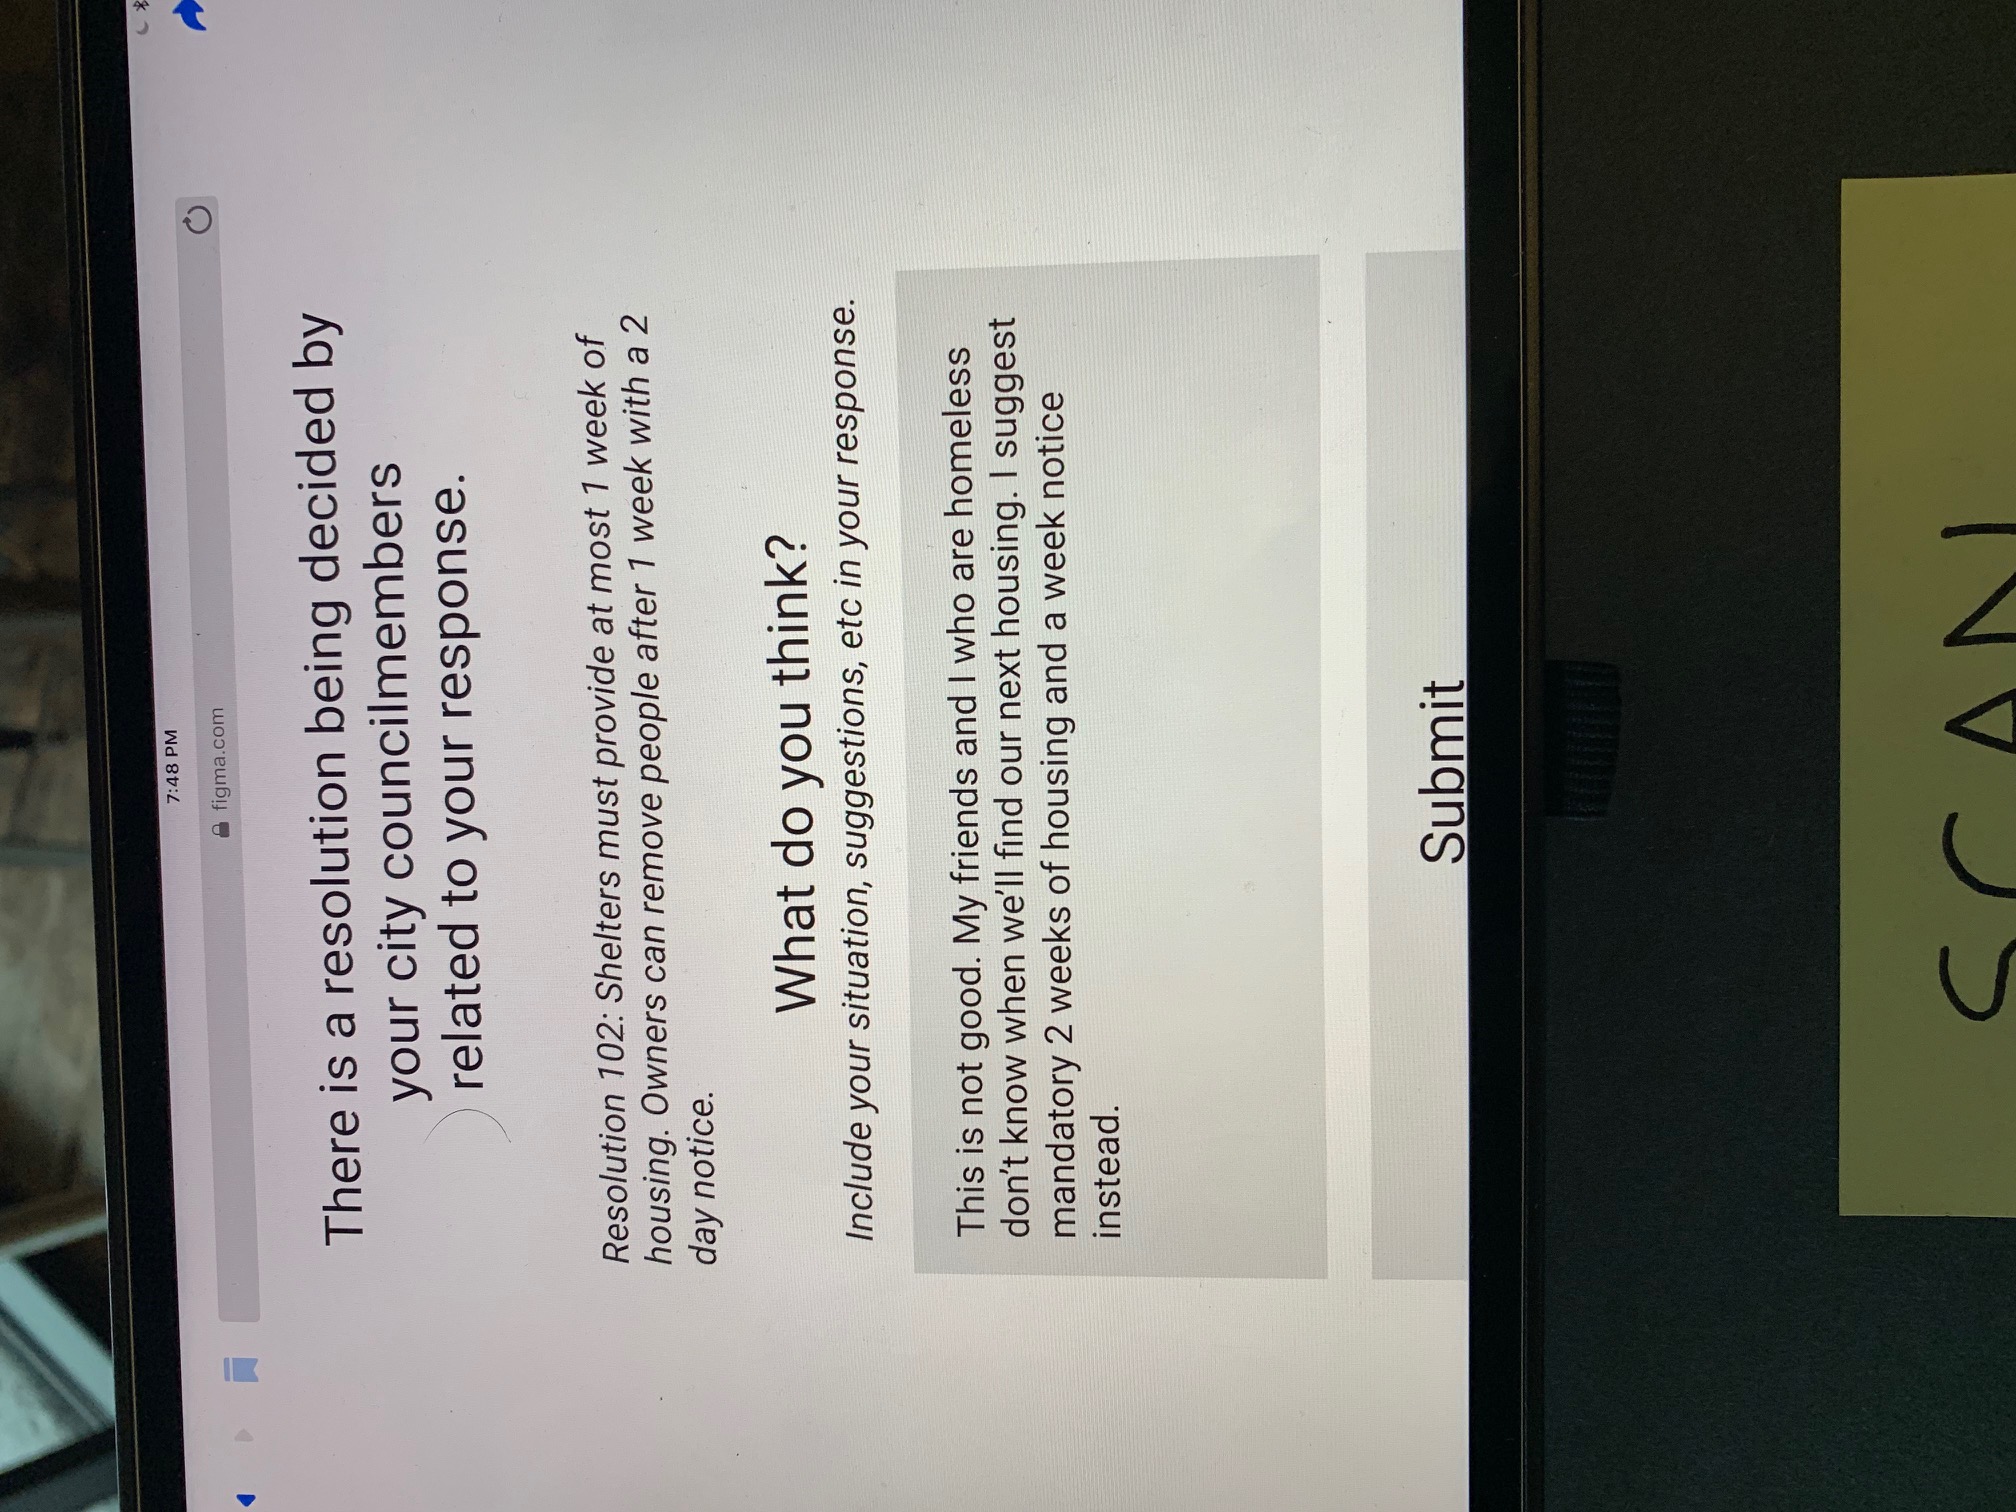 7:48 PM
figma.com
There is a resolution being decided by
your city councilmembers
related to your response.
Resolution 102: Shelters must provide at most 1 week of
housing. Owners can remove people after 1 week with a 2
day notice.
What do you think?
Include your situation, suggestions, etc in your response.
This is not good. My friends and I who are homeless
don't know when we'll find our next housing. I suggest
mandatory 2 weeks of housing and a week notice
instead.
Submit
SCAN